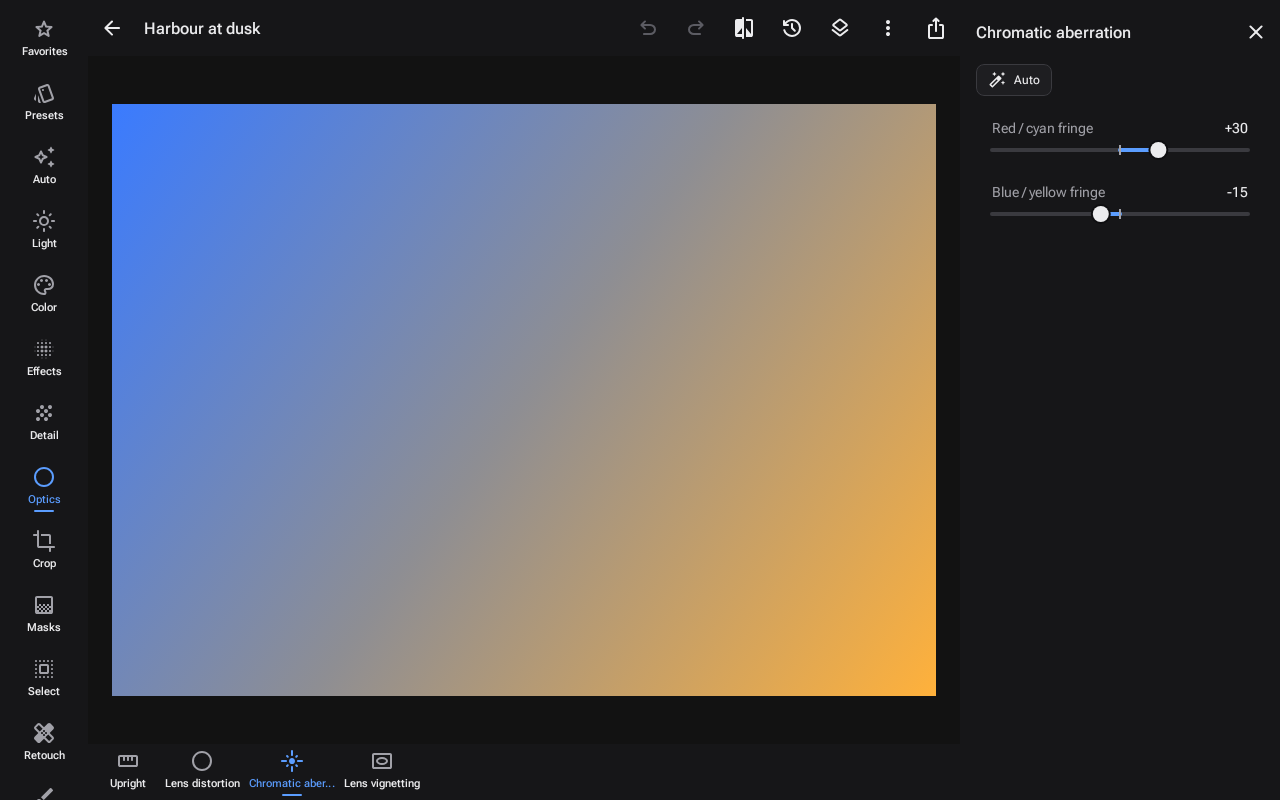 Favorites
Presets
Auto
Light
Color
Effects
Detail
Optics
Crop
Masks
Select
Retouch
Harbour at dusk
Upright
Lens distortion
Chromatic aber...
Lens vignetting
Chromatic aberration
Auto
Red / cyan fringe +30
Blue / yellow fringe -15